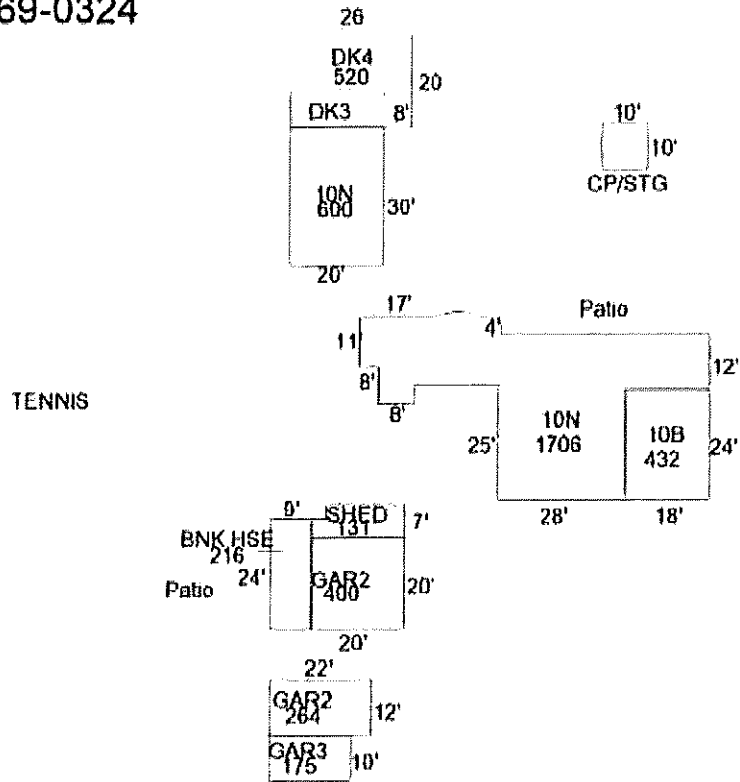 69-0324
26
DK4
520
20
DK3
8'
10'
10'
CP/STG
10N
600
30'
20'
17'
4'
Patio
11'
8'
8'
12'
TENNIS
25'
10N
1706
10B
432
24'
28'
18'
9'
SHED
131
7'
BNK HSE
216
24'
Patio
GAR2
400
20'
20'
22'
GAR2
264
12'
GAR3
175
10'